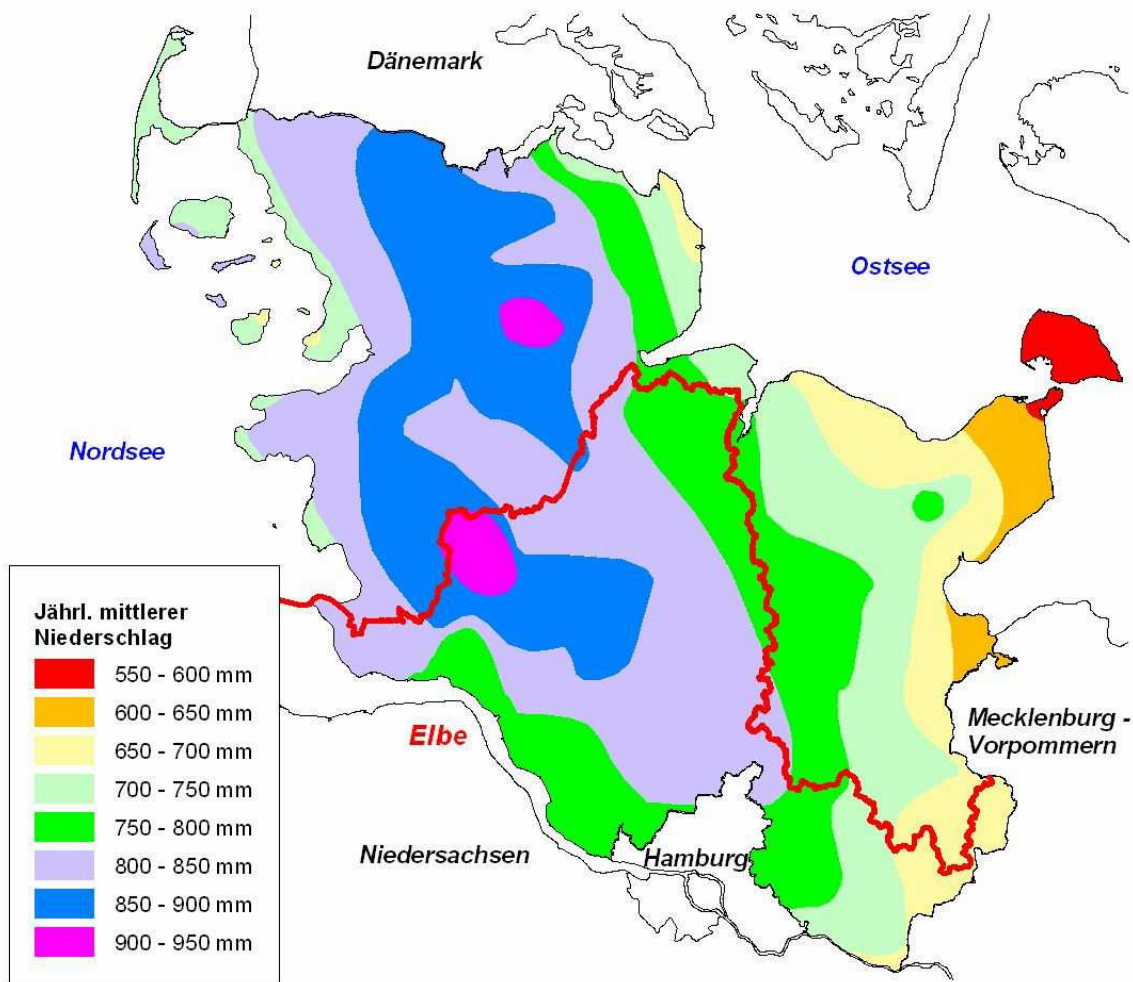 Dänemark
Ostsee
Nordsee
Jährl. mittlerer
Niederschlag
550 - 600 mm
600 - 650 mm
650 - 700 mm
700 - 750 mm
750 - 800 mm
800 - 850 mm
850 - 900 mm
900 - 950 mm
Elbe
Mecklenburg -
Vorpommern
Niedersachsen
Hamburg